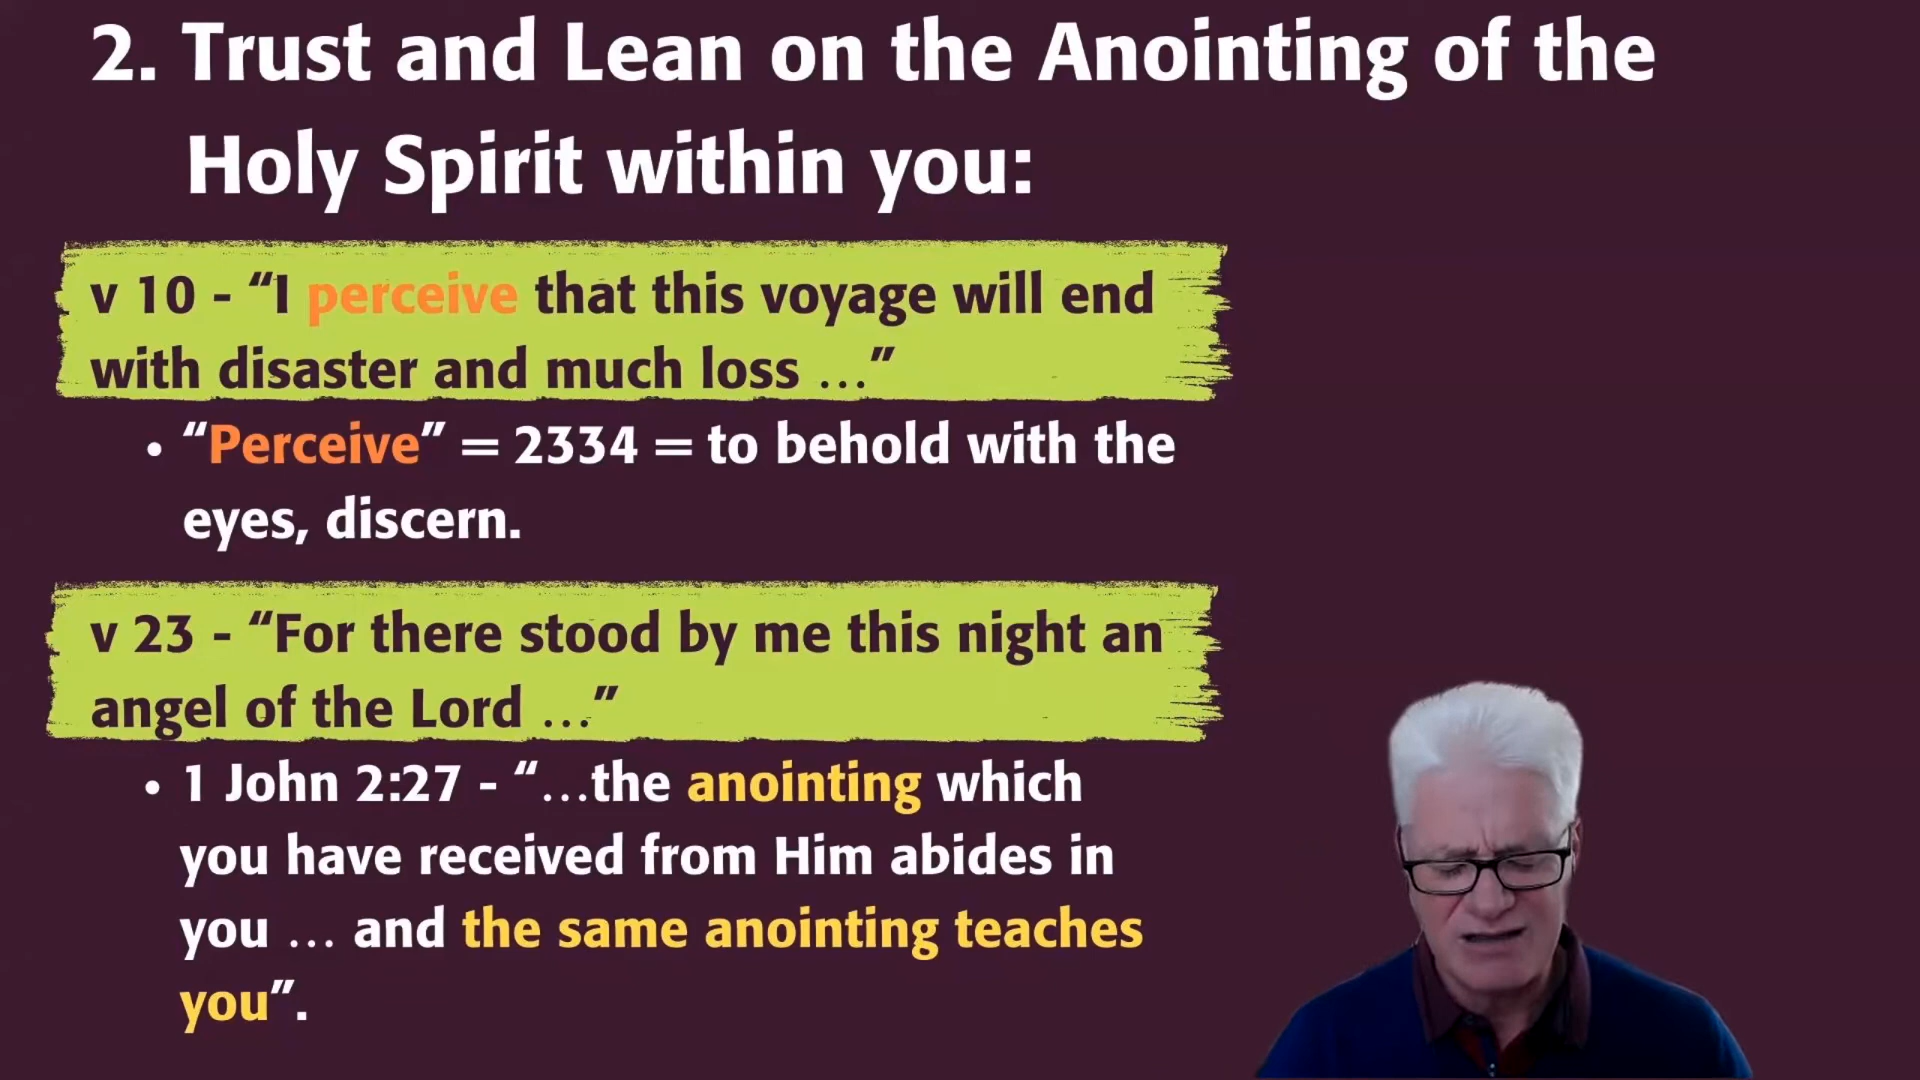 2. Trust and Lean on the Anointing of the
Holy Spirit within you:
v 10 - “I perceive that this voyage will end
with disaster and much loss …”
• “Perceive” = 2334 = to behold with the
eyes, discern.
v 23 - “For there stood by me this night an
angel of the Lord …”
• 1 John 2:27 - “…the anointing which
you have received from Him abides in
you … and the same anointing teaches
you”.